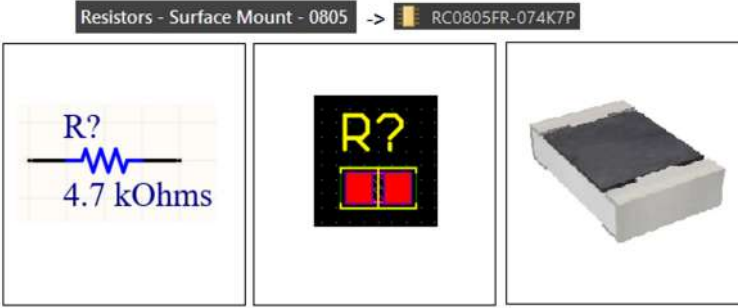 Resistors - Surface Mount - 0805 -> RC0805FR-074K7P
R?
4.7 kOhms
R?